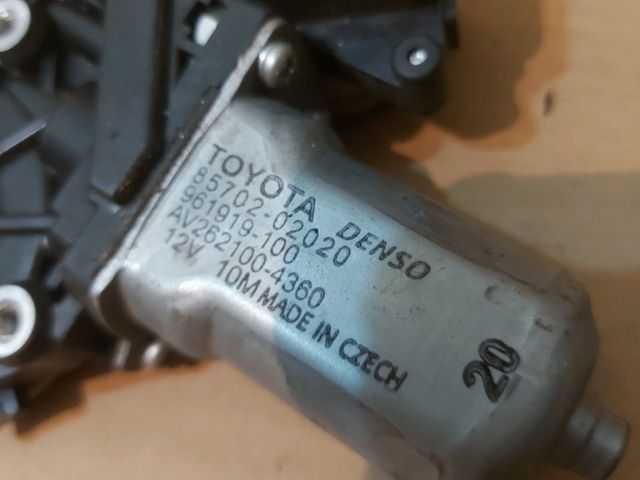 TOYOTA DENSO
85702-02020
961919-100
AV262100-4360
12V 10M MADE IN CZECH
20